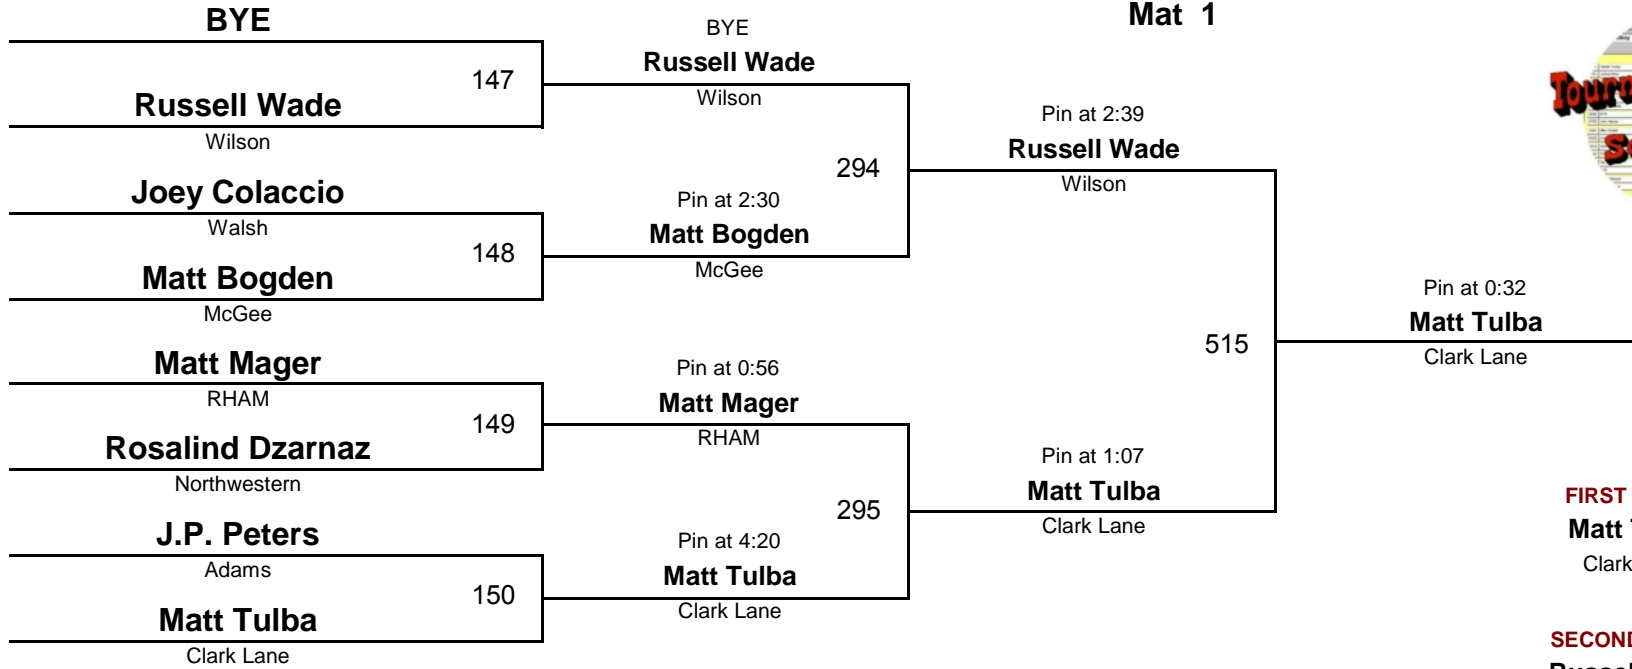 BYE
147
Russell Wade
Wilson
Joey Colaccio
Walsh
148
Matt Bogden
McGee
Matt Mager
RHAM
149
Rosalind Dzarnaz
Northwestern
J.P. Peters
Adams
150
Matt Tulba
Clark Lane
BYE
Russell Wade
Wilson
294
Pin at 2:30
Matt Bogden
McGee
Pin at 0:56
Matt Mager
RHAM
295
Pin at 4:20
Matt Tulba
Clark Lane
Mat 1
Pin at 2:39
Russell Wade
Wilson
515
Pin at 1:07
Matt Tulba
Clark Lane
Pin at 0:32
Matt Tulba
Clark Lane
FIRST
Matt
Clark
SECOND